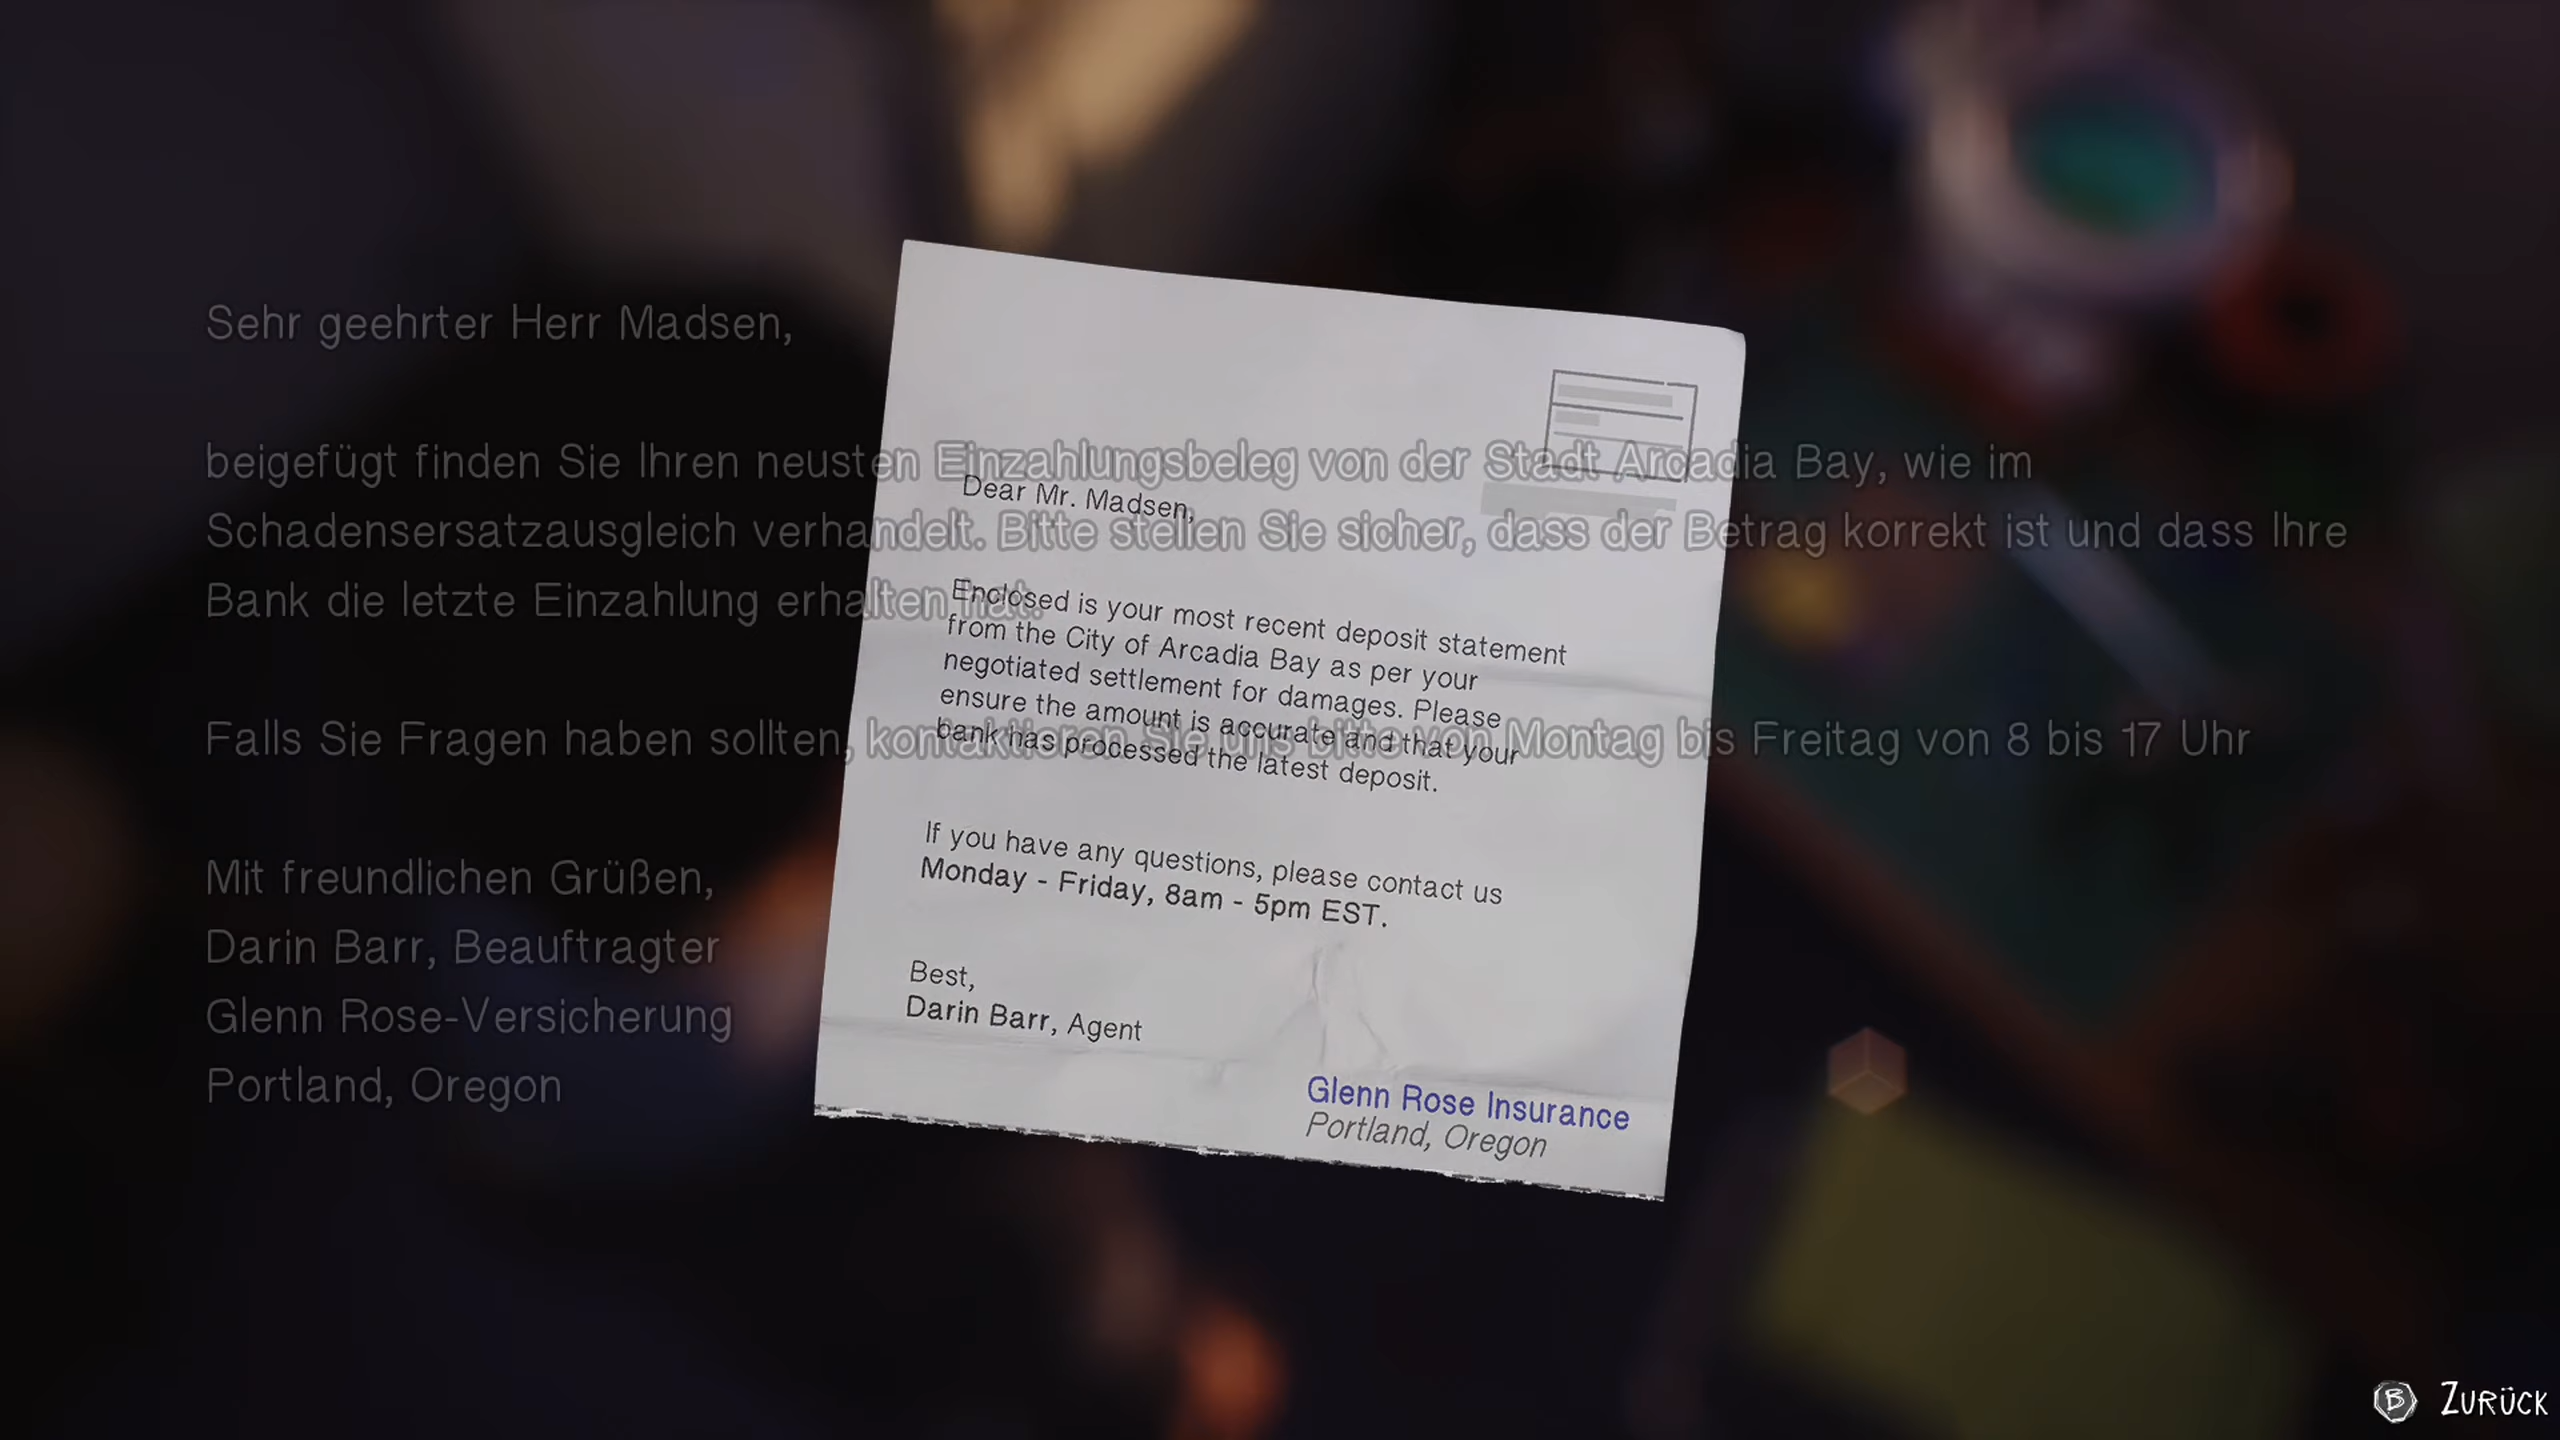 Sehr geehrter Herr Madsen,
beigefügt finden Sie Ihren neusten Einzahlungsbeleg von der Stadt Arcadia Bay, wie im
Schadensersatzausgleich verhandelt. Bitte stellen Sie sicher, dass der Betrag korrekt ist und dass Ihre
Bank die letzte Einzahlung erhalten hat.
Falls Sie Fragen haben sollten, kontaktieren Sie uns bitte von Montag bis Freitag von 8 bis 17 Uhr
Mit freundlichen Grüßen,
Darin Barr, Beauftragter
Glenn Rose-Versicherung
Portland, Oregon
Dear Mr. Madsen,
Enclosed is your most recent deposit statement
from the City of Arcadia Bay as per your
negotiated settlement for damages. Please
ensure the amount is accurate and that your
bank has processed the latest deposit.
If you have any questions, please contact us
Monday - Friday, 8am - 5pm EST.
Best,
Darin Barr, Agent
Glenn Rose Insurance
Portland, Oregon
B Zurück